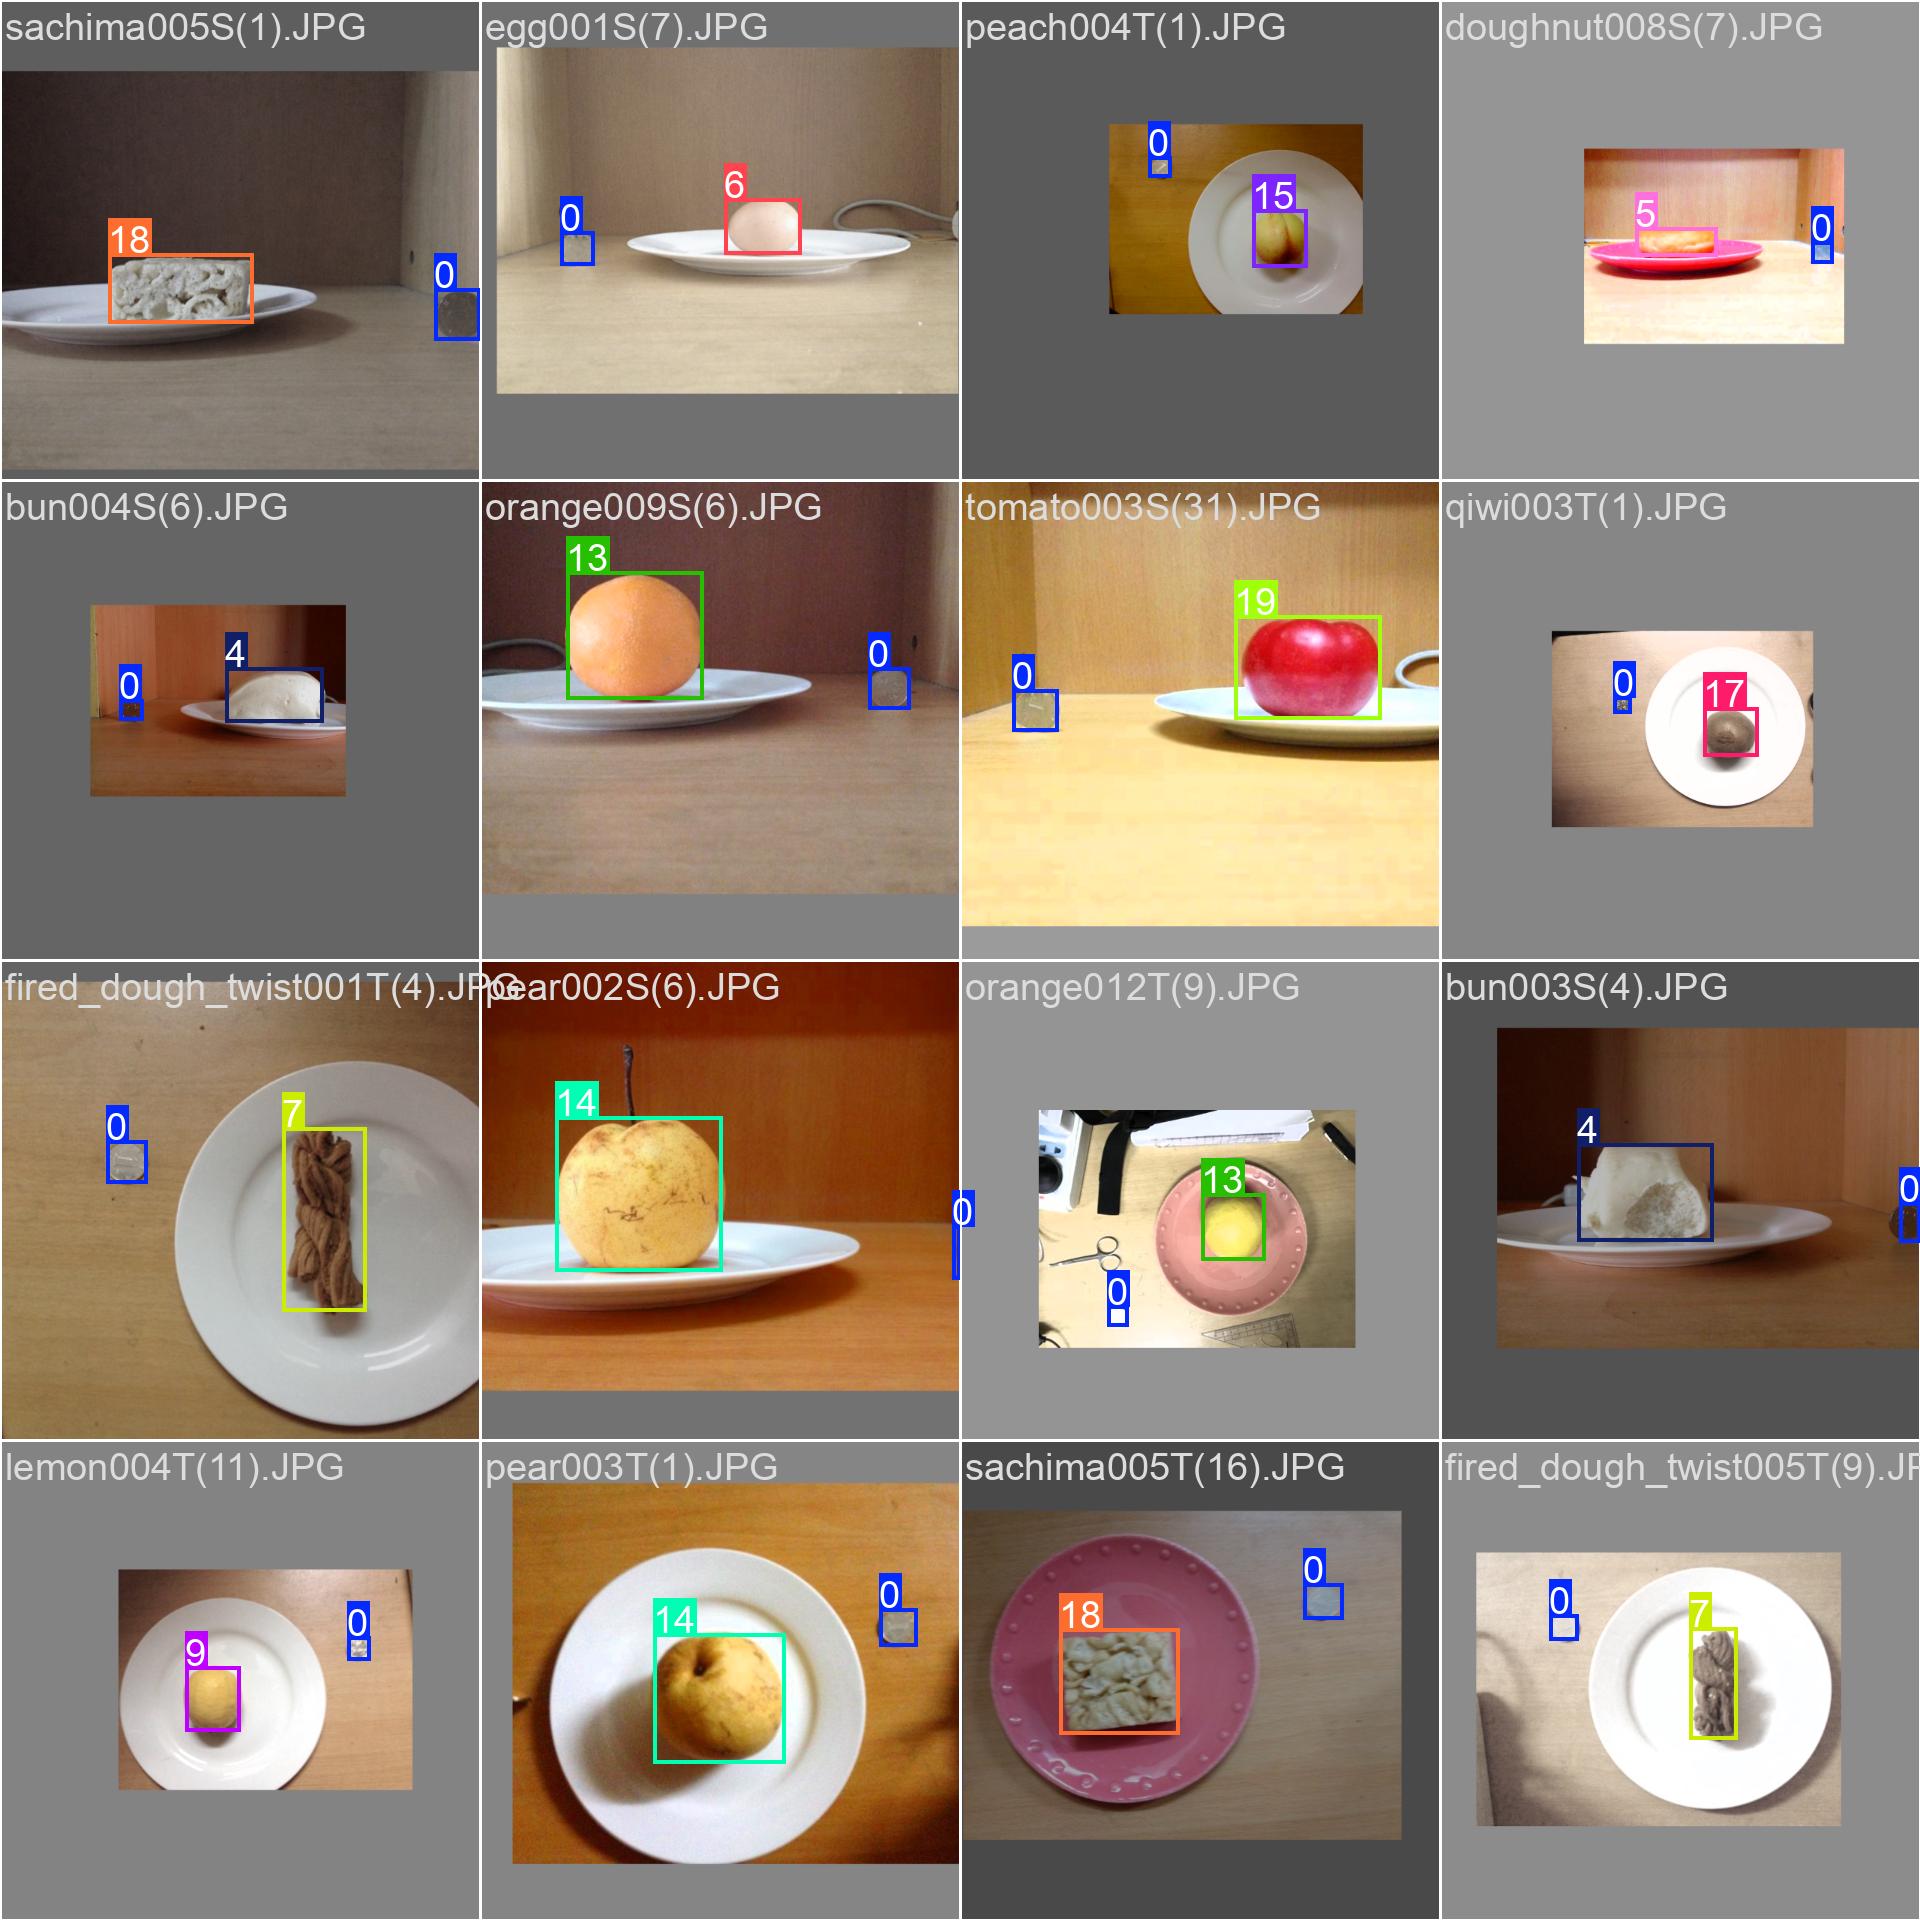 sachima005S(1).JPG
egg001S(7).JPG
peach004T(1).JPG
doughnut008S(7).JPG
18
0
0
6
0
15
5
0
bun004S(6).JPG
orange009S(6).JPG
tomato003S(31).JPG
qiwi003T(1).JPG
0
4
13
0
0
19
0
17
fired_dough_twist001T(4).JPG
pear002S(6).JPG
orange012T(9).JPG
bun003S(4).JPG
0
7
14
0
13
0
4
0
lemon004T(11).JPG
pear003T(1).JPG
sachima005T(16).JPG
fired_dough_twist005T(9).JP
9
0
14
0
18
0
0
7